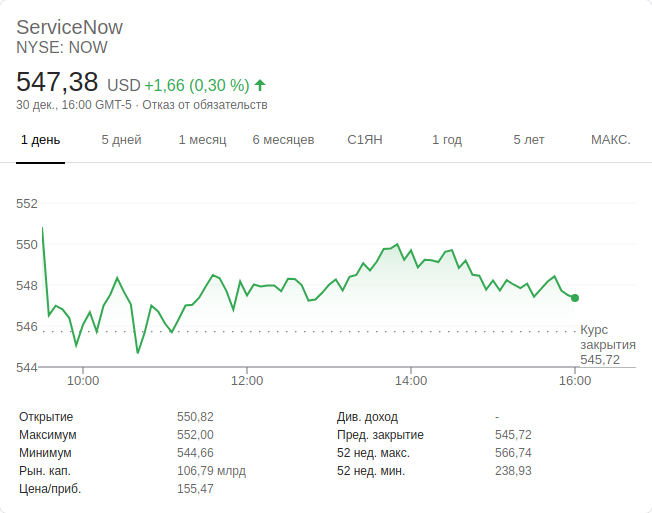 ServiceNow
NYSE: NOW
547,38 USD +1,66 (0,30 %)
30 дек., 16:00 GMT-5 · Отказ от обязательств
1 день 5 дней 1 месяц 6 месяцев С1ЯН 1 год 5 лет МАКС.
552
550
548
546
544
Курс
закрытия
545,72
10:00 12:00 14:00 16:00
Открытие 550,82 Див. доход -
Максимум 552,00 Пред. закрытие 545,72
Минимум 544,66 52 нед. макс. 566,74
Рын. кап. 106,79 млрд 52 нед. мин. 238,93
Цена/приб. 155,47